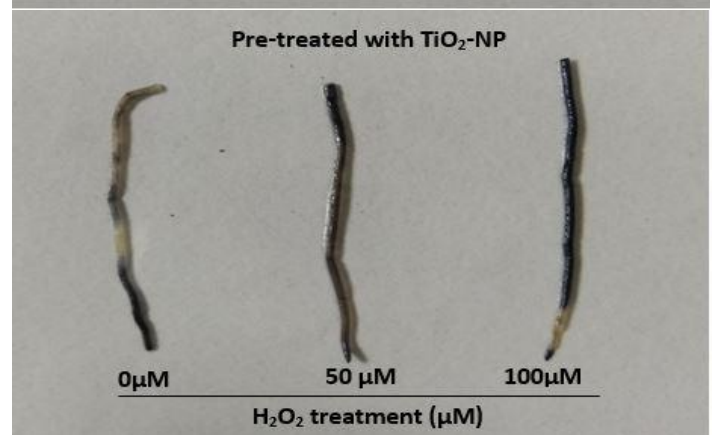 Pre-treated with TiO₂-NP
0µM 50 µM 100µM
H₂O₂ treatment (µM)